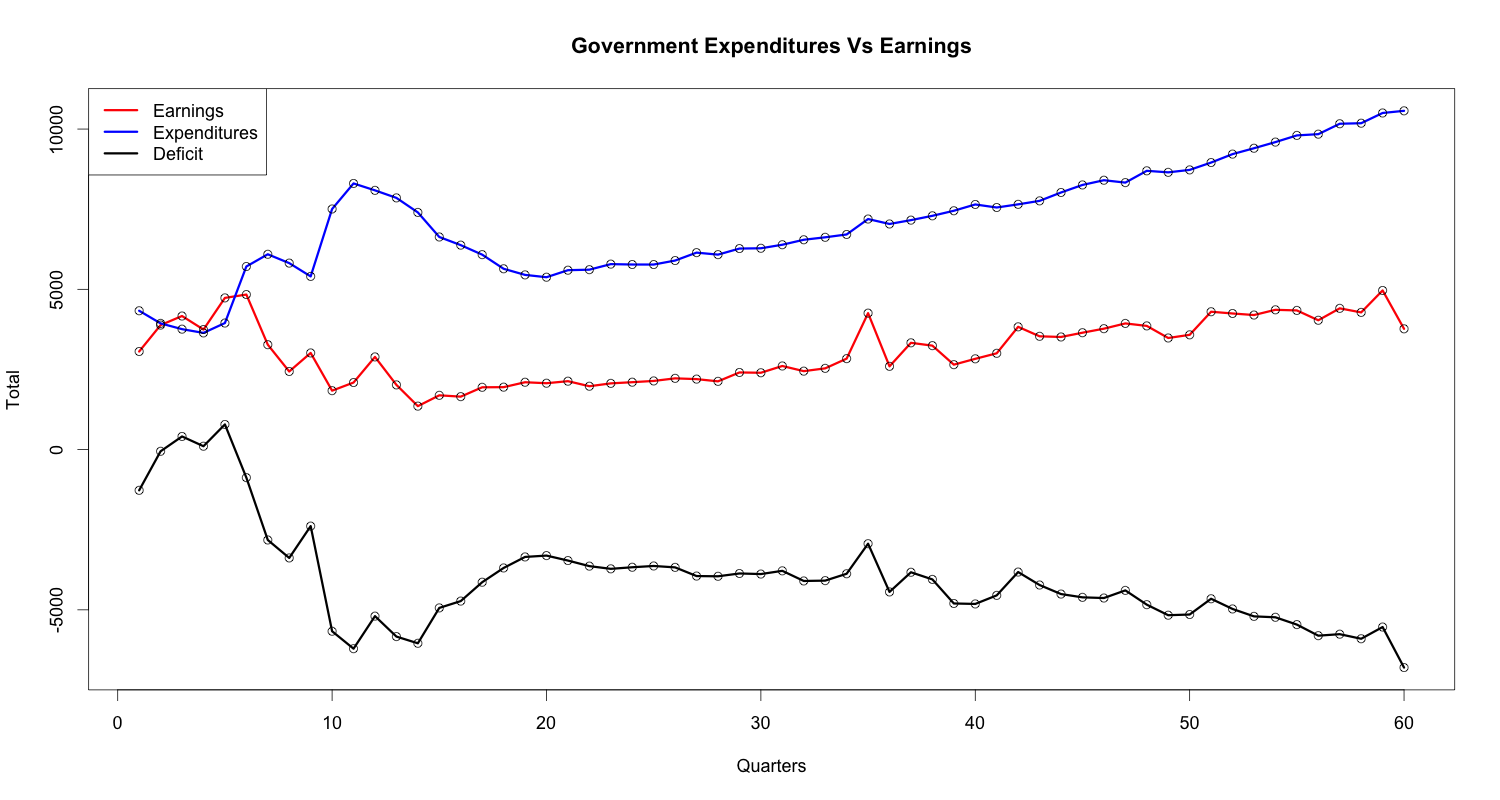 Government Expenditures Vs Earnings
Earnings
Expenditures
Deficit
10000
5000
0
-5000
Total
0 10 20 30 40 50 60
Quarters